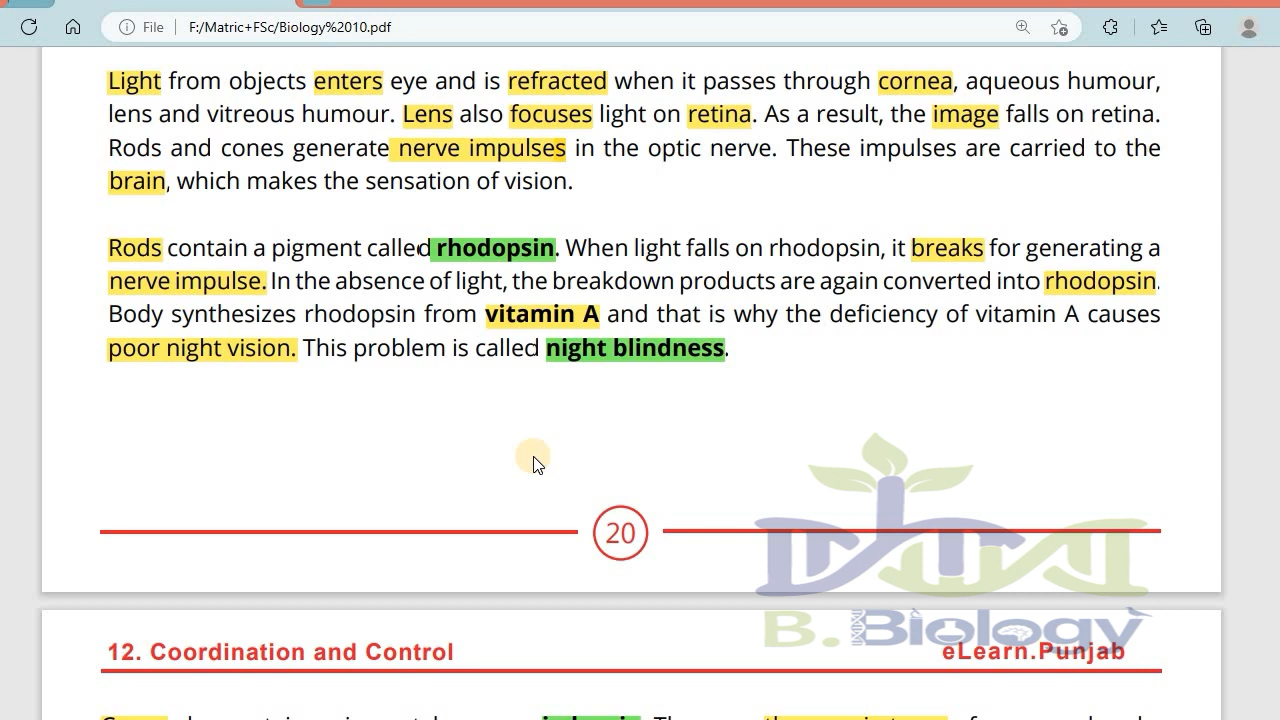 File
F:/Matric+FSc/Biology%2010.pdf
Light from objects enters eye and is refracted when it passes through cornea, aqueous humour,
lens and vitreous humour. Lens also focuses light on retina. As a result, the image falls on retina.
Rods and cones generate nerve impulses in the optic nerve. These impulses are carried to the
brain, which makes the sensation of vision.
Rods contain a pigment called rhodopsin. When light falls on rhodopsin, it breaks for generating a
nerve impulse. In the absence of light, the breakdown products are again converted into rhodopsin.
Body synthesizes rhodopsin from vitamin A and that is why the deficiency of vitamin A causes
poor night vision. This problem is called night blindness.
20
B. Biology
12. Coordination and Control
eLearn.Punjab